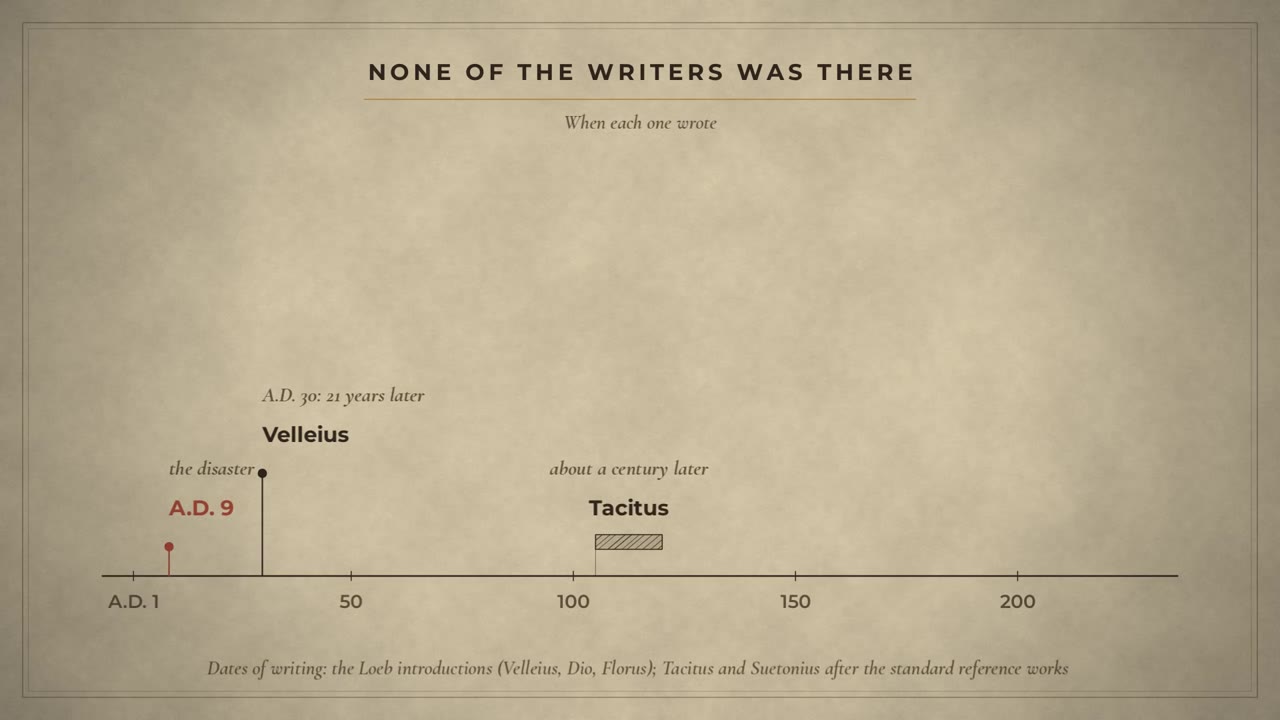 NONE OF THE WRITERS WAS THERE
When each one wrote
A.D. 30: 21 years later
Velleius
the disaster
about a century later
A.D. 9
Tacitus
A.D. 1
50
100
150
200
Dates of writing: the Loeb introductions (Velleius, Dio, Florus); Tacitus and Suetonius after the standard reference works